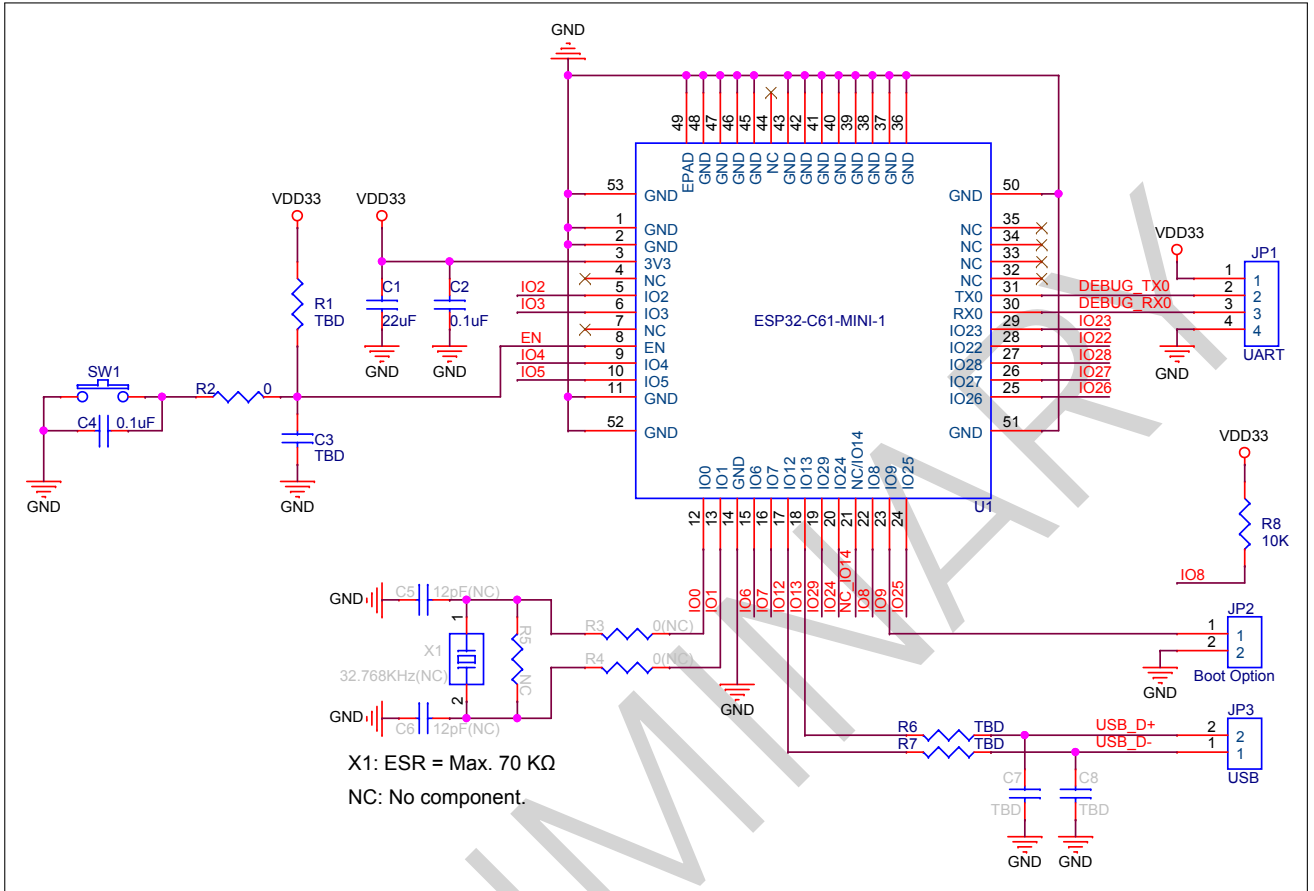 GND
49
48
47
46
45
44
43
42
41
40
39
38
37
36
EPAD
GND
GND
GND
GND
NC
GND
GND
GND
GND
GND
GND
GND
GND
53
GND
50
GND
1
GND
2
GND
3
3V3
4
NC
IO2
5
IO2
IO3
6
IO3
7
NC
EN
8
EN
IO4
9
IO4
IO5
10
IO5
11
GND
52
GND
ESP32-C61-MINI-1
NC
35
NC
34
NC
33
NC
32
TX0
31
DEBUG_TX0
RX0
30
DEBUG_RX0
IO23
29
IO23
IO22
28
IO22
IO28
27
IO28
IO27
26
IO27
IO26
25
IO26
GND
51
VDD33
VDD33
R1
TBD
C1
22uF
C2
0.1uF
GND
GND
SW1
R2
0
C4
0.1uF
C3
TBD
GND
GND
VDD33
JP1
1
1
2
2
3
3
4
4
GND
UART
IO0
IO1
GND
IO6
IO7
IO12
IO13
IO29
IO24
NC/IO14
IO8
IO9
IO25
U1
12
13
14
15
16
17
18
19
20
21
22
23
24
IO0
IO1
IO6
IO7
IO12
IO13
IO29
IO24
NC_IO14
IO8
IO9
IO25
VDD33
R8
10K
IO8
GND
C5
12pF(NC)
1
X1
32.768KHz(NC)
2
R5
NC
R3
0(NC)
R4
0(NC)
GND
C6
12pF(NC)
GND
JP2
1
1
2
2
GND
Boot Option
JP3
R6
TBD
USB_D+
2
2
R7
TBD
USB_D-
1
1
USB
C7
TBD
C8
TBD
GND
GND
X1: ESR = Max. 70 KΩ
NC: No component.
IMINARY